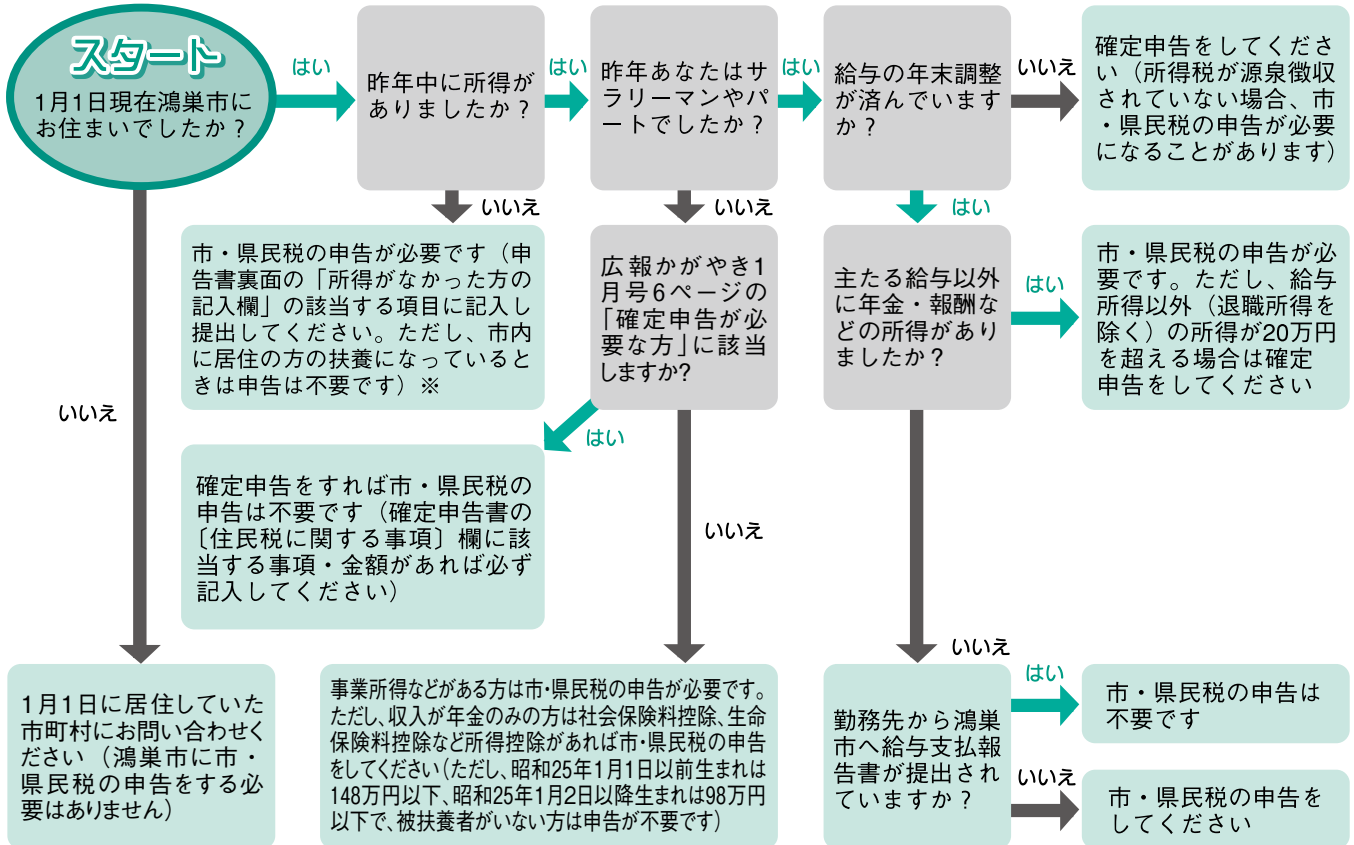 スタート
1月1日現在鴻巣市に
お住まいでしたか？
はい
昨年中に所得が
ありましたか？
はい
昨年あなたはサ
ラリーマンやパ
ートでしたか？
はい
給与の年末調整
が済んでいます
か？
いいえ
確定申告をしてくださ
い（所得税が源泉徴収
されていない場合、市
・県民税の申告が必要
になることがあります）
いいえ
いいえ
はい
市・県民税の申告が必要です（申
告書裏面の「所得がなかった方の
記入欄」の該当する項目に記入し
提出してください。ただし、市内
に居住の方の扶養になっていると
きは申告は不要です）※
広報かがやき1
月号6ページの
「確定申告が必
要な方」に該当
しますか?
主たる給与以外
に年金・報酬な
どの所得があり
ましたか？
はい
市・県民税の申告が必
要です。ただし、給与
所得以外（退職所得を
除く）の所得が20万円
を超える場合は確定
申告をしてください
いいえ
はい
確定申告をすれば市・県民税の
申告は不要です（確定申告書の
〔住民税に関する事項〕欄に該
当する事項・金額があれば必ず
記入してください）
いいえ
いいえ
1月1日に居住していた
市町村にお問い合わせく
ださい（鴻巣市に市・
県民税の申告をする必
要はありません）
事業所得などがある方は市・県民税の申告が必要です。
ただし、収入が年金のみの方は社会保険料控除、生命
保険料控除など所得控除があれば市・県民税の申告
をしてください（ただし、昭和25年1月1日以前生まれは
148万円以下、昭和25年1月2日以降生まれは98万円
以下で、被扶養者がいない方は申告が不要です）
勤務先から鴻巣
市へ給与支払報
告書が提出され
ていますか？
はい
市・県民税の申告は
不要です
いいえ
市・県民税の申告を
してください